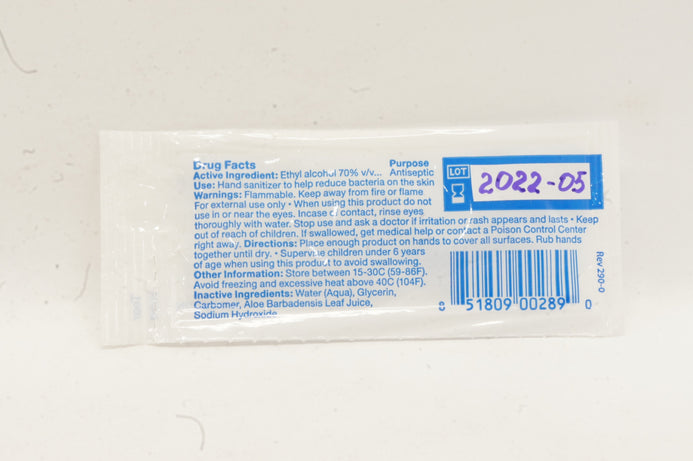 Drug Facts
Purpose
Active Ingredient: Ethyl alcohol 70% v/v... Antiseptic
Use: Hand sanitizer to help reduce bacteria on the skin
Warnings: Flammable. Keep away from fire or flame
For external use only • When using this product do not
use in or near the eyes. Incase of contact, rinse eyes
thoroughly with water. Stop use and ask a doctor if irritation or rash appears and lasts • Keep
out of reach of children. If swallowed, get medical help or contact a Poison Control Center
right away. Directions: Place enough product on hands to cover all surfaces. Rub hands
together until dry. • Supervise children under 6 years
of age when using this product to avoid swallowing.
Other Information: Store between 15-30C (59-86F).
Avoid freezing and excessive heat above 40C (104F).
Inactive Ingredients: Water (Aqua), Glycerin,
Carbomer, Aloe Barbadensis Leaf Juice,
Sodium Hydroxide
LOT
2022-05
8 51809 00289 0
Rev 290-0